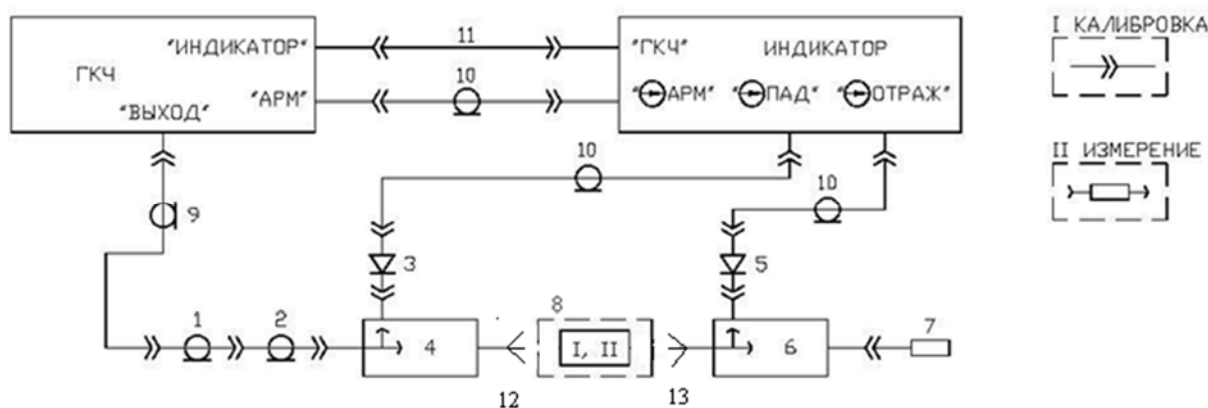 "ИНДИКАТОР"
ГКЧ
"АРМ"
"ВЫХОД"
11
10
"ГКЧ" ИНДИКАТОР
"АРМ" "ПАД" "ОТРАЖ"
I КАЛИБРОВКА
II ИЗМЕРЕНИЕ
10
10
9
3
5
1
2
4
8
I, II
6
7
12
13